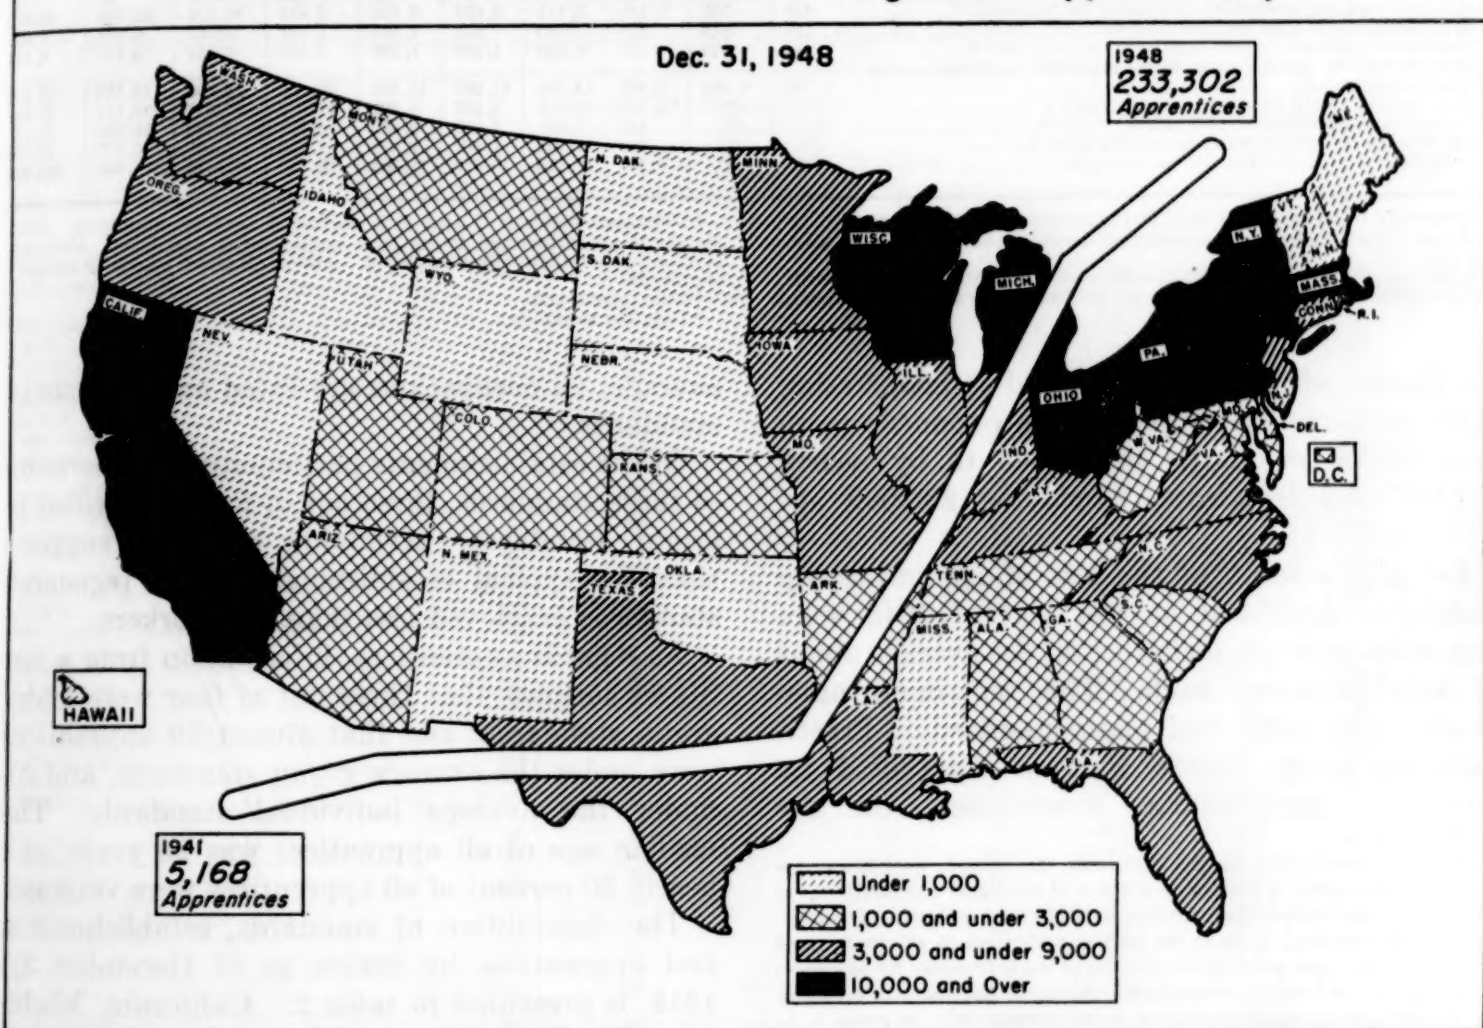 Dec. 31, 1948
1948
233,302
Apprentices
WASH.
MONT.
N. DAK.
MINN.
ME.
OREG.
IDAHO
VT.
N.H.
WISC.
N.Y.
S. DAK.
WYO.
MICH.
MASS.
CONN.
R.I.
CALIF.
NEV.
UTAH
NEBR.
IOWA
ILL.
PA.
OHIO
N.J.
COLO.
KANS.
MO.
IND.
W. VA.
MD.
DEL.
VA.
D.C.
KY.
ARIZ.
N. MEX.
OKLA.
TEXAS
ARK.
TENN.
N.C.
S.C.
MISS.
ALA.
GA.
LA.
FLA.
HAWAII
1941
5,168
Apprentices
Under 1,000
1,000 and under 3,000
3,000 and under 9,000
10,000 and Over